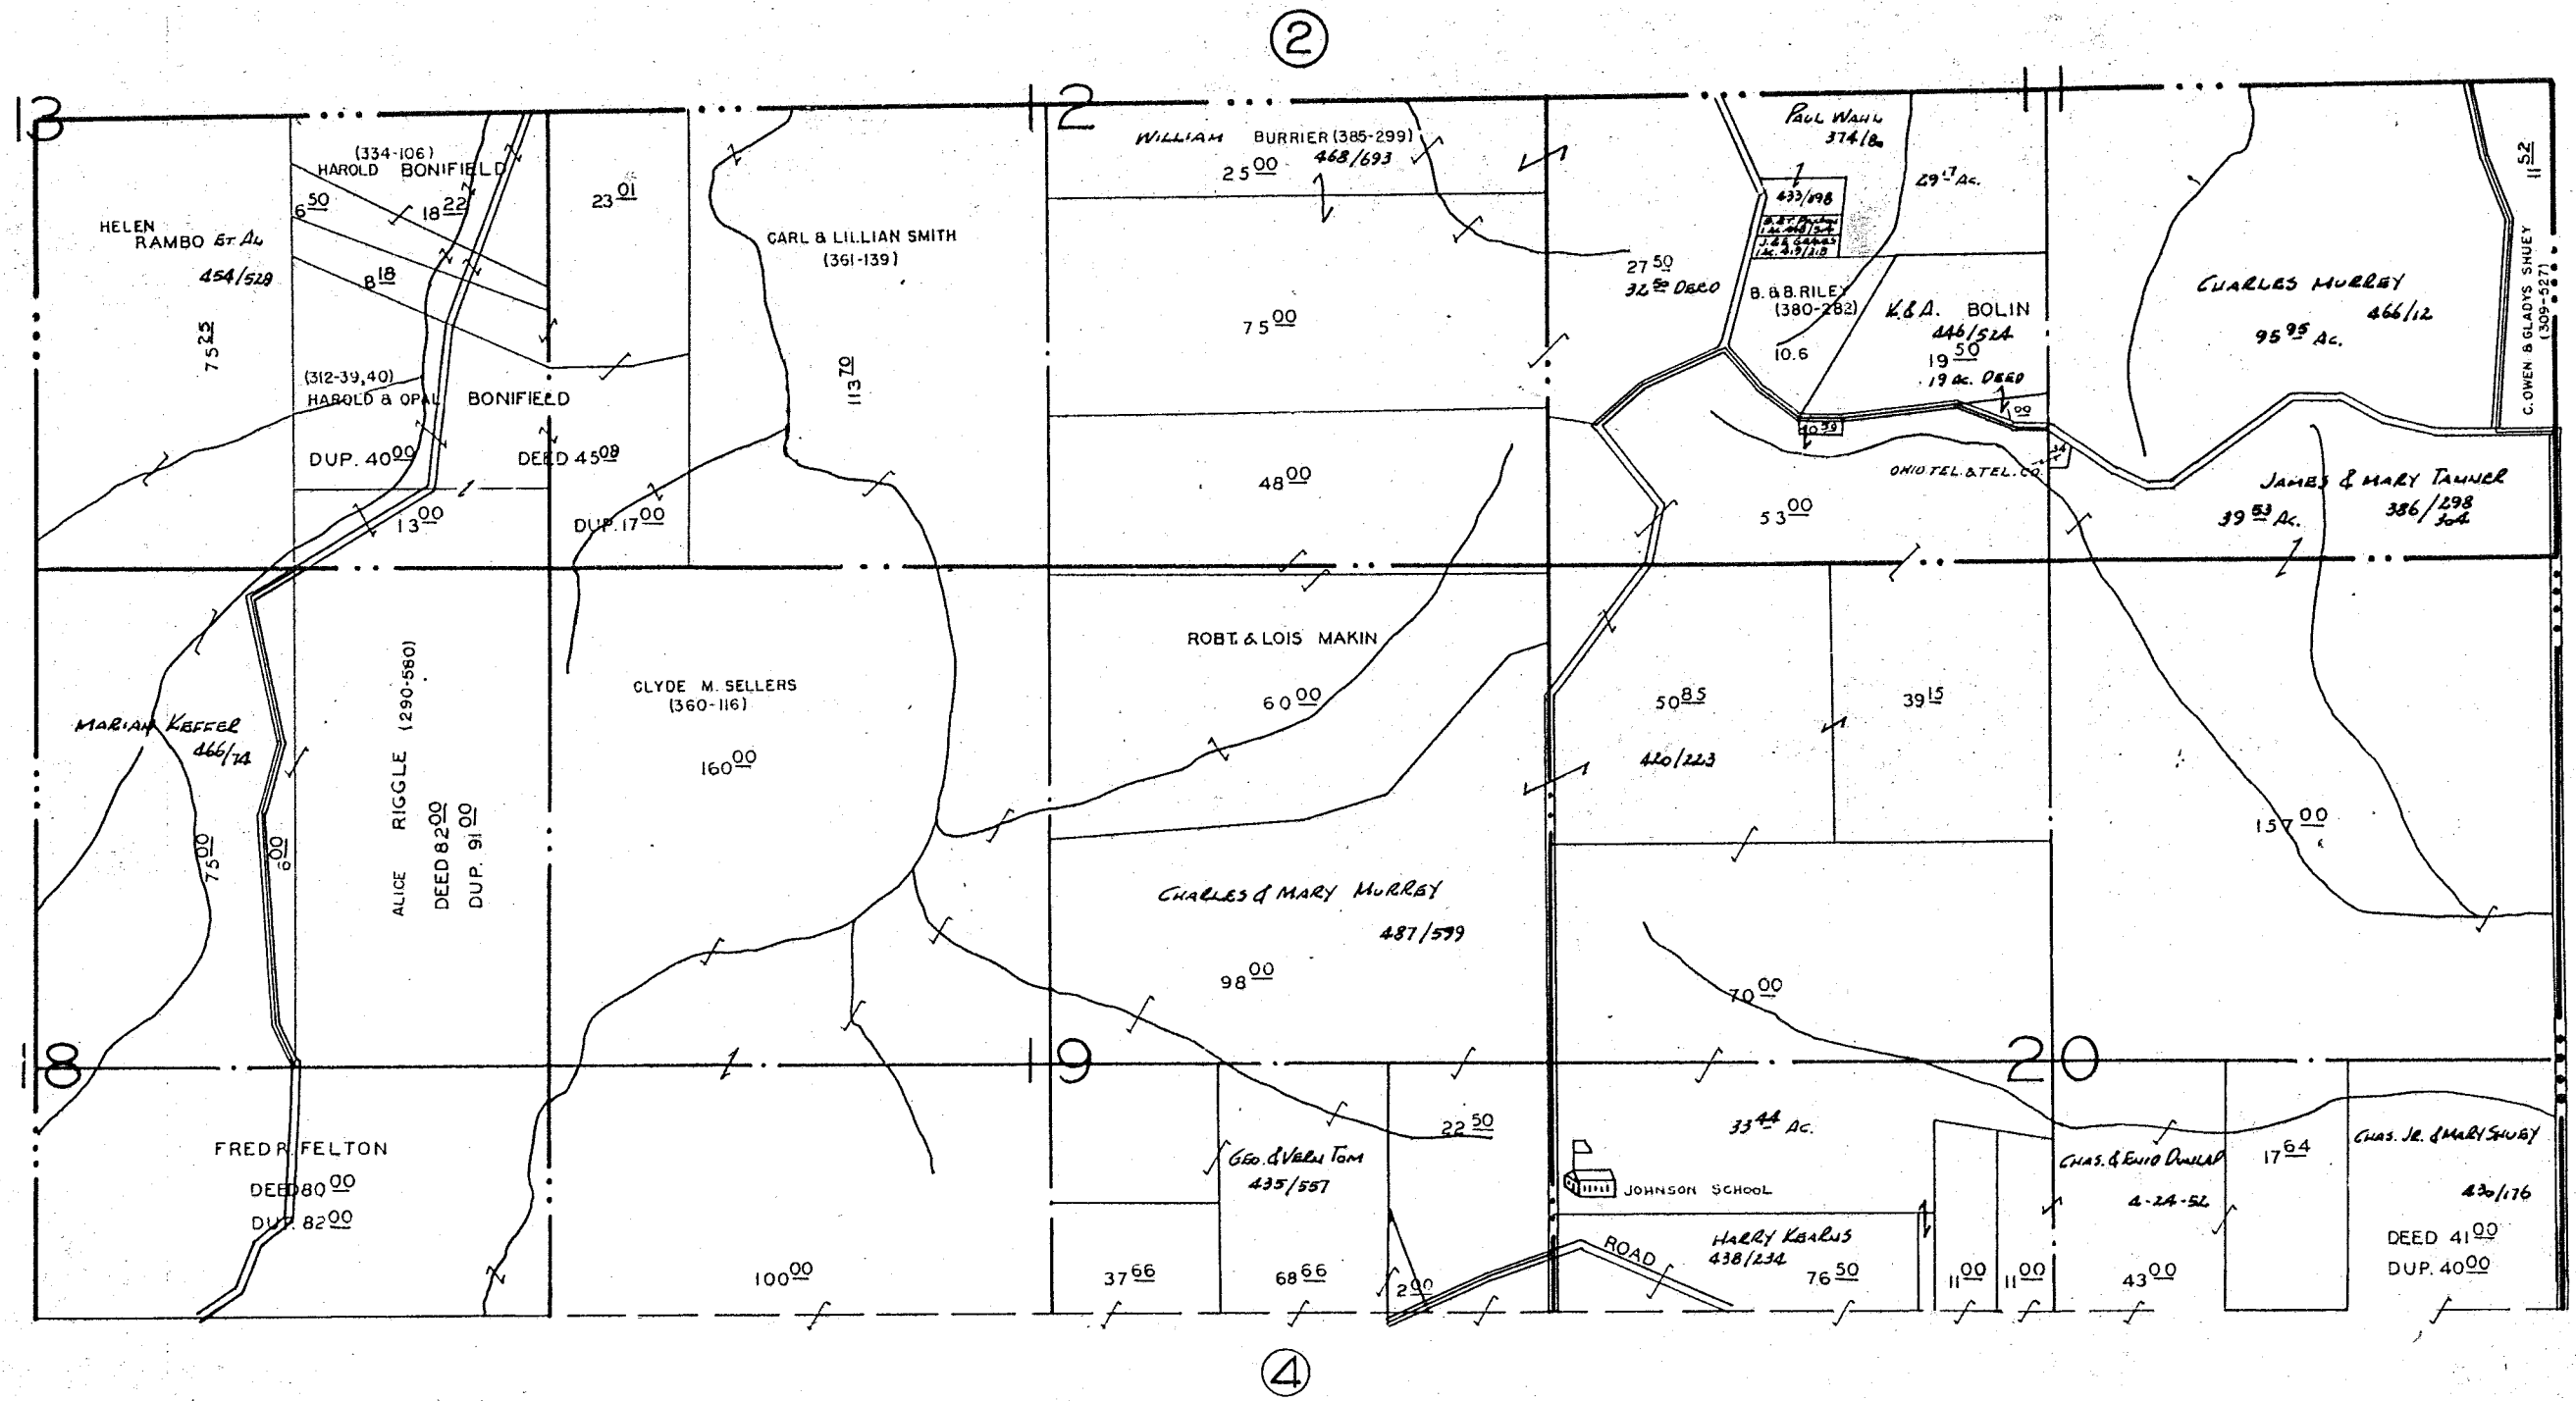 2
13
12
11
(334-106)
HAROLD BONIFIELD
6 50
18 22
23 01
HELEN
RAMBO ET AL
454/529
75 25
8 18
(312-39,40)
HAROLD & OPAL BONIFIELD
DUP. 40 00
DEED 45 08
13 00
DUP. 17 00
CARL & LILLIAN SMITH
(361-139)
113 70
WILLIAM BURRIER (385-299)
468/693
25 00
75 00
48 00
PAUL WAHL
29 17 AC.
433/898
27 50
32 50 DEED
B. & B. RILEY
(380-282)
10.6
K. & A. BOLIN
446/524
19 50
19 AC. DEED
1 00
OHIO TEL. & TEL. CO.
53 00
CHARLES MURREY
466/12
95 95 AC.
11 52
C. OWEN & GLADYS SHUEY
(309-527)
JAMES & MARY TANNER
386/298
304
39 53 AC.
MARIAN KEFFER
466/74
75 00
6 00
ALICE RIGGLE (290-580)
DEED 82 00
DUP. 91 00
CLYDE M. SELLERS
(360-116)
160 00
ROBT. & LOIS MAKIN
60 00
50 85
420/223
39 15
157 00
CHARLES & MARY MURREY
487/599
98 00
70 00
18
19
20
FRED R. FELTON
DEED 80 00
DUP. 82 00
100 00
37 66
GEO. & VERN TOM
435/557
68 66
22 50
2 00
33 44 AC.
JOHNSON SCHOOL
ROAD
HARRY KEARNS
438/234
76 50
11 00
11 00
CHAS. & ENID DUNLAP
4-24-52
43 00
17 64
CHAS. JR. & MARY SHUEY
430/176
DEED 41 00
DUP. 40 00
4